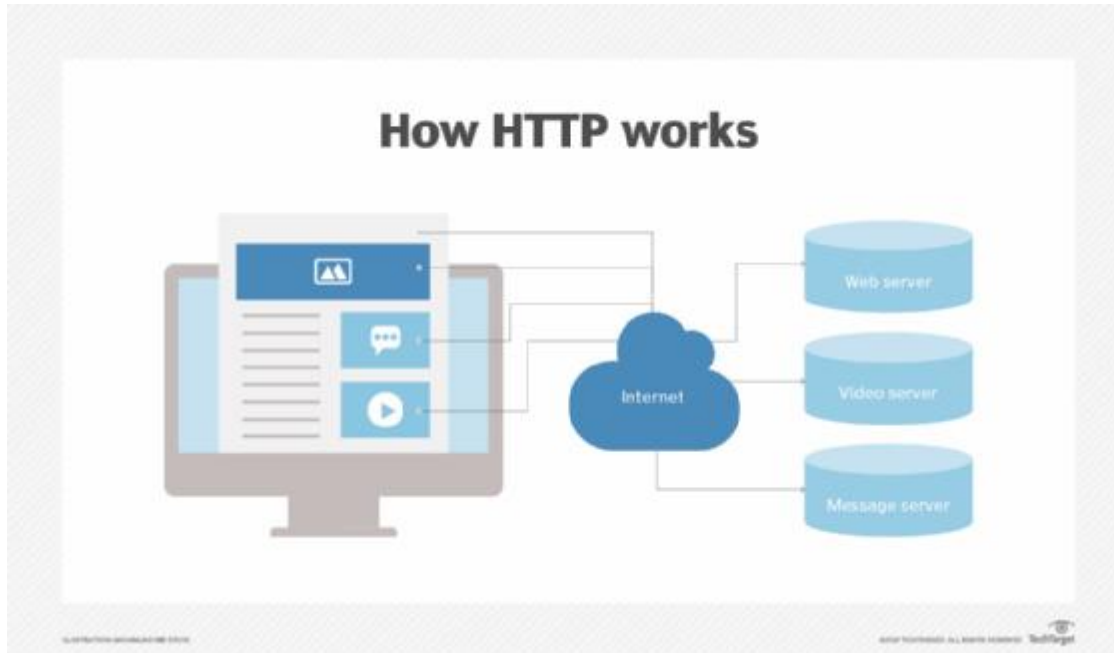 How HTTP works
Web server
Internet
Video server
Message server
TechTarget